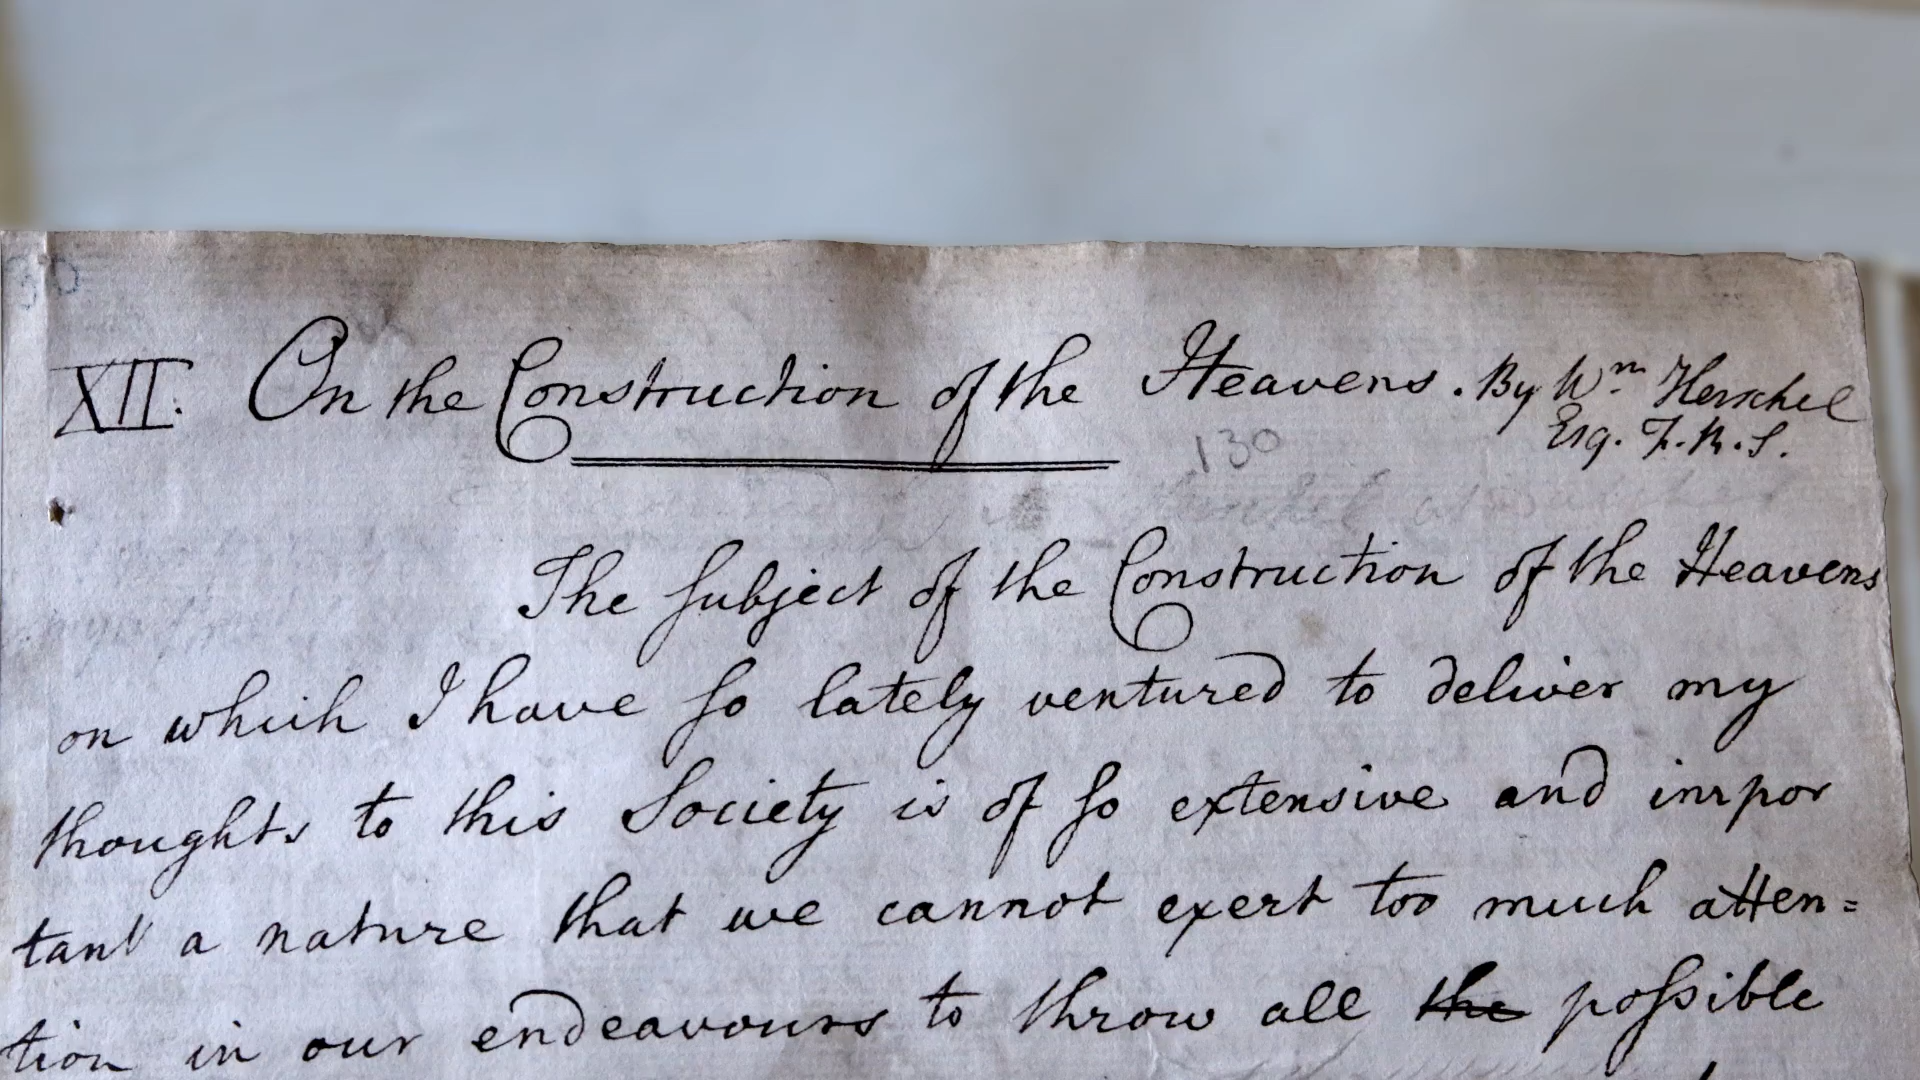 XII. On the Construction of the Heavens. By Wm Herschel
Esq. F.R.S.
130
The subject of the Construction of the Heavens
on which I have so lately ventured to deliver my
thoughts to this Society is of so extensive and impor
tant a nature that we cannot exert too much atten=
tion in our endeavours to throw all the possible